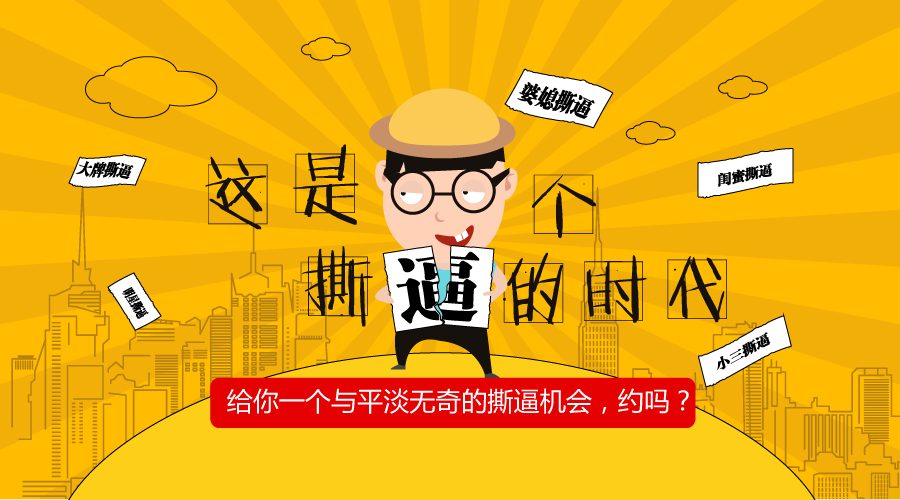 婆媳撕逼
大牌撕逼
闺蜜撕逼
这是一个
撕逼的时代
明星撕逼
小三撕逼
给你一个与平淡无奇的撕逼机会，约吗？